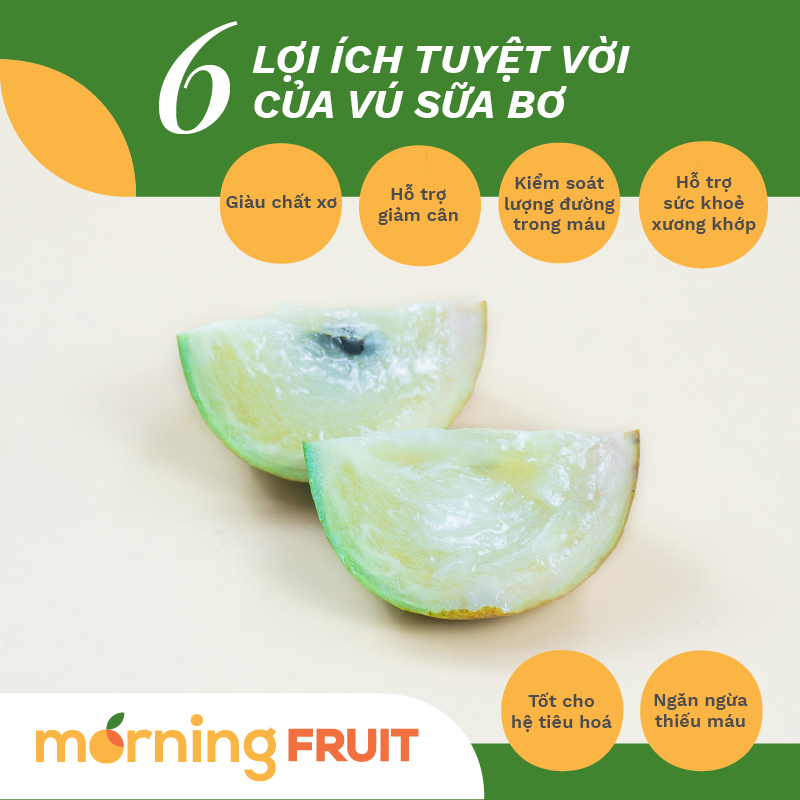 6
LỢI ÍCH TUYỆT VỜI
CỦA VÚ SỮA BƠ
Giàu chất xơ
Hỗ trợ
giảm cân
Kiểm soát
lượng đường
trong máu
Hỗ trợ
sức khoẻ
xương khớp
Tốt cho
hệ tiêu hoá
Ngăn ngừa
thiếu máu
morning FRUIT